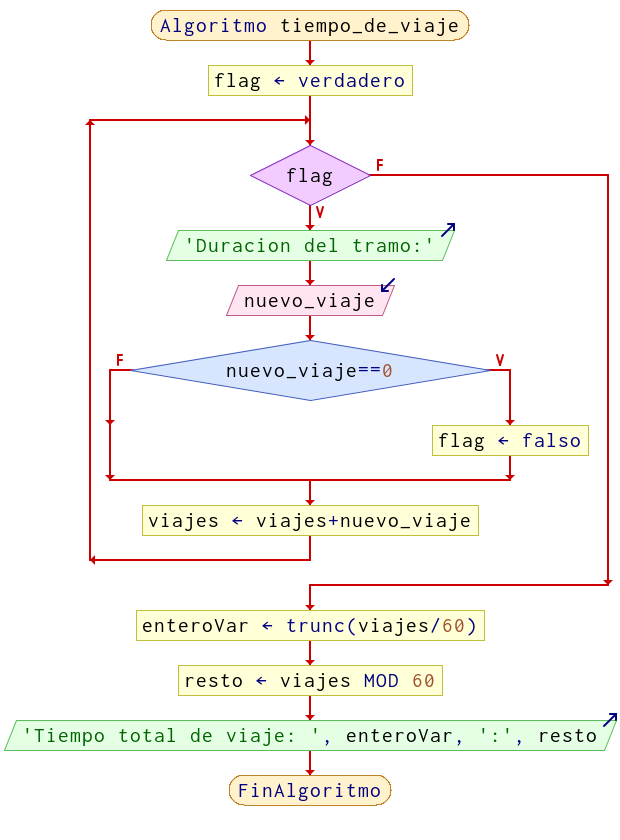 Algoritmo tiempo_de_viaje
flag ← verdadero
flag
F
V
'Duracion del tramo:'
nuevo_viaje
F
nuevo_viaje==0
V
flag ← falso
viajes ← viajes+nuevo_viaje
enteroVar ← trunc(viajes/60)
resto ← viajes MOD 60
'Tiempo total de viaje: ', enteroVar, ':', resto
FinAlgoritmo